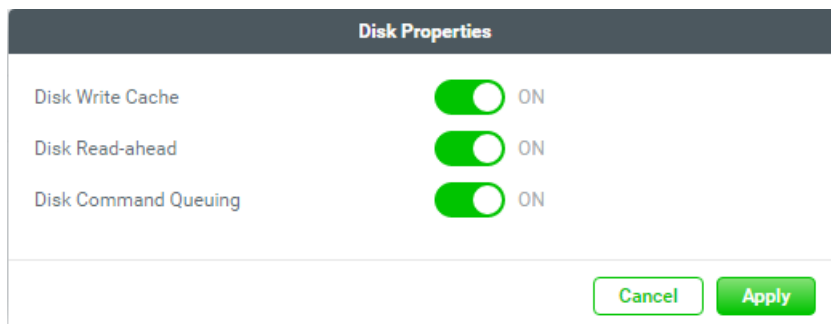 Disk Properties
Disk Write Cache ON
Disk Read-ahead ON
Disk Command Queuing ON
Cancel Apply